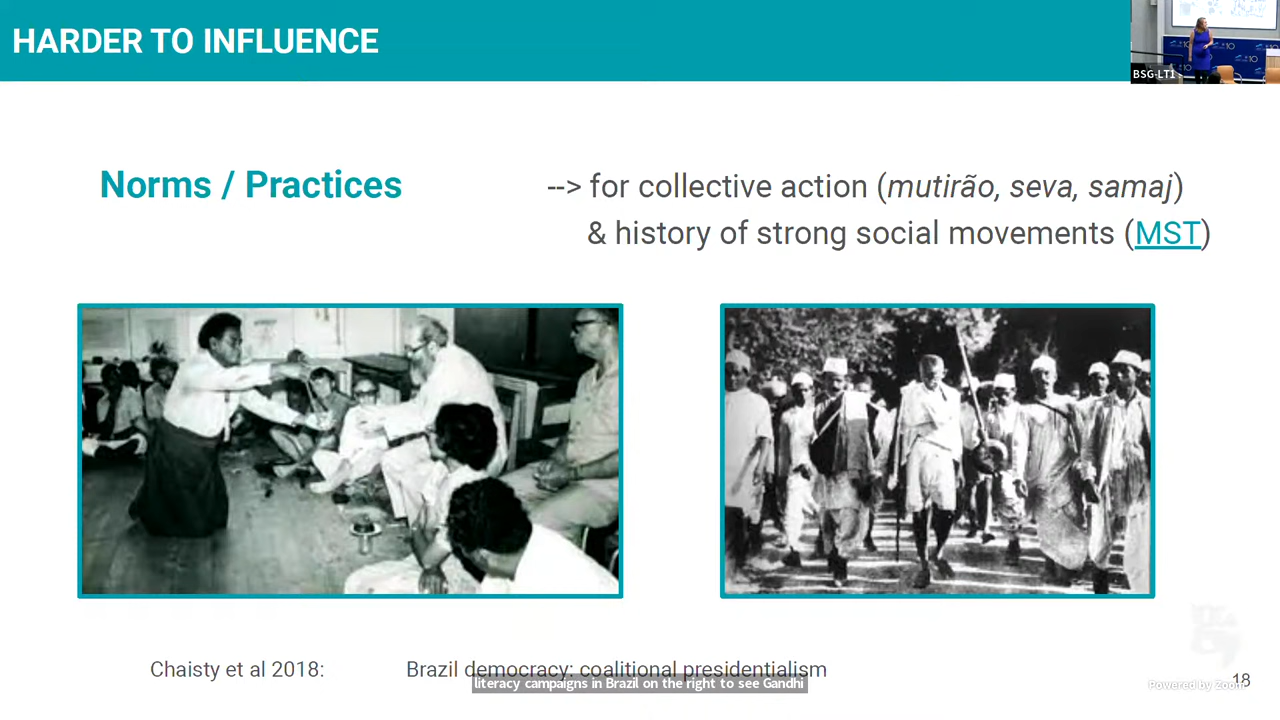 HARDER TO INFLUENCE
BSG-LT1
Norms / Practices
--> for collective action (mutirão, seva, samaj)
& history of strong social movements (MST)
Chaisty et al 2018: Brazil democracy: coalitional presidentialism
literacy campaigns in Brazil on the right to see Gandhi
Powered by Zoom
18